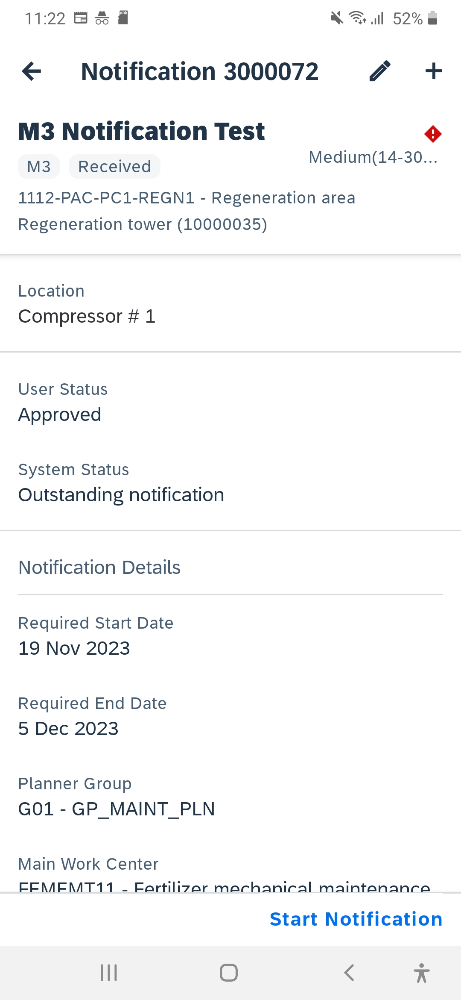 11:22
52%
Notification 3000072
M3 Notification Test
M3 Received
Medium(14-30...
1112-PAC-PC1-REGN1 - Regeneration area
Regeneration tower (10000035)
Location
Compressor # 1
User Status
Approved
System Status
Outstanding notification
Notification Details
Required Start Date
19 Nov 2023
Required End Date
5 Dec 2023
Planner Group
G01 - GP_MAINT_PLN
Main Work Center
FEMEMT11 - Fertilizer mechanical maintenance
Start Notification